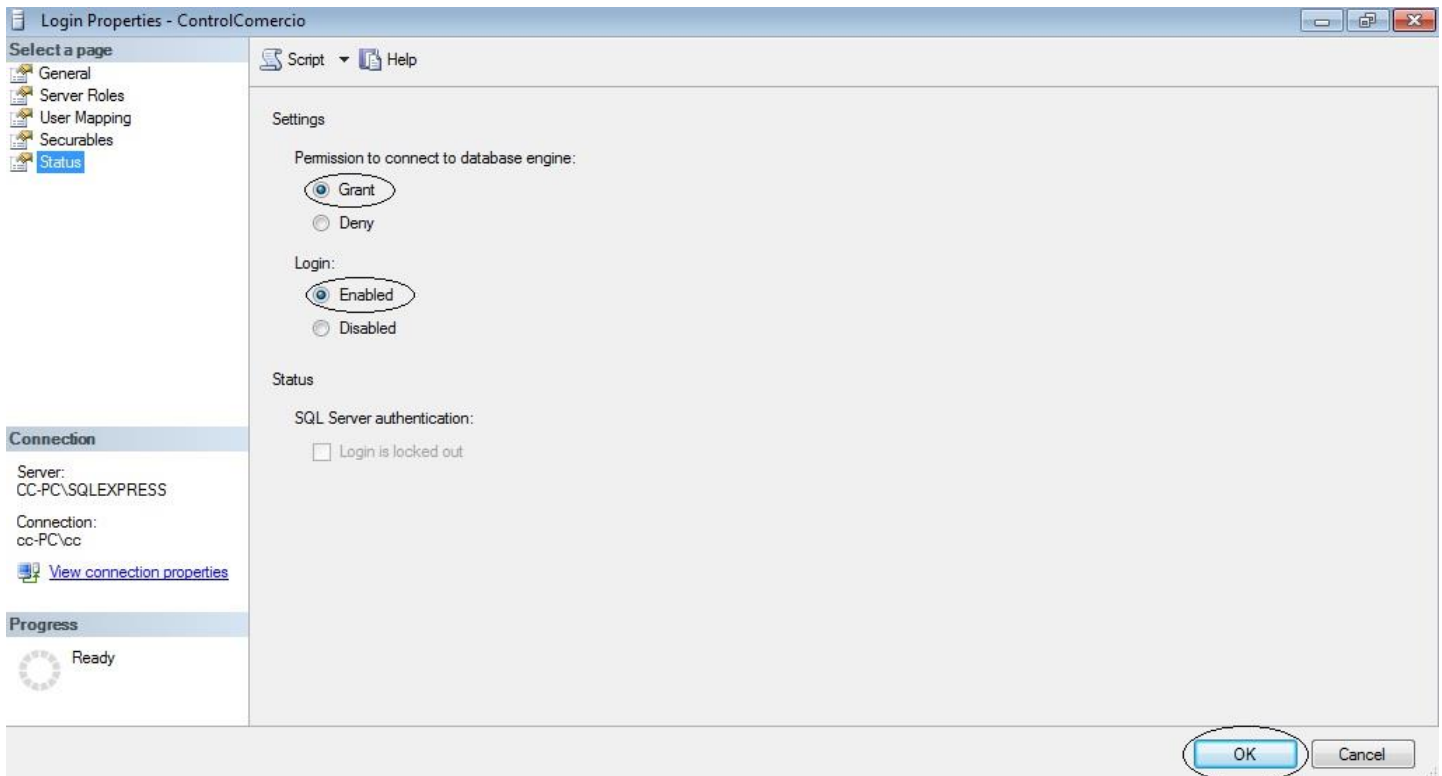 Login Properties - ControlComercio
Select a page
General
Server Roles
User Mapping
Securables
Status
Script
Help
Settings
Permission to connect to database engine:
Grant
Deny
Login:
Enabled
Disabled
Status
SQL Server authentication:
Login is locked out
Connection
Server:
CC-PC\SQLEXPRESS
Connection:
cc-PC\cc
View connection properties
Progress
Ready
OK
Cancel